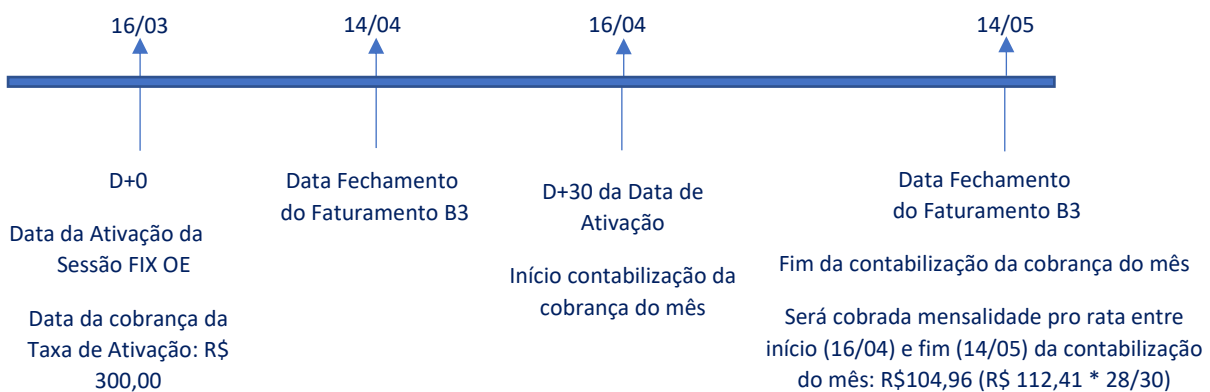 16/03
14/04
16/04
14/05
D+0
Data da Ativação da
Sessão FIX OE
Data da cobrança da
Taxa de Ativação: R$
300,00
Data Fechamento
do Faturamento B3
D+30 da Data de
Ativação
Início contabilização da
cobrança do mês
Data Fechamento
do Faturamento B3
Fim da contabilização da cobrança do mês
Será cobrada mensalidade pro rata entre
início (16/04) e fim (14/05) da contabilização
do mês: R$104,96 (R$ 112,41 * 28/30)